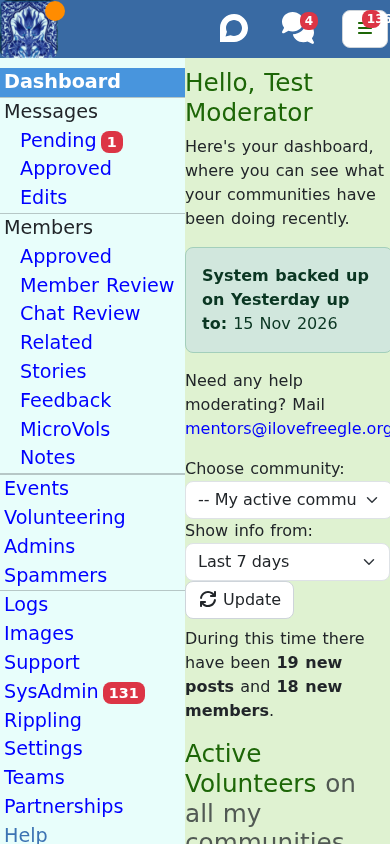 4
13
Dashboard
Messages
Pending 1
Approved
Edits
Members
Approved
Member Review
Chat Review
Related
Stories
Feedback
MicroVols
Notes
Events
Volunteering
Admins
Spammers
Logs
Images
Support
SysAdmin 131
Rippling
Settings
Teams
Partnerships
Help
Hello, Test
Moderator
Here's your dashboard,
where you can see what
your communities have
been doing recently.
System backed up
on Yesterday up
to: 15 Nov 2026
Need any help
moderating? Mail
mentors@ilovefreegle.org
Choose community:
-- My active commu
Show info from:
Last 7 days
Update
During this time there
have been 19 new
posts and 18 new
members.
Active
Volunteers on
all my
communities